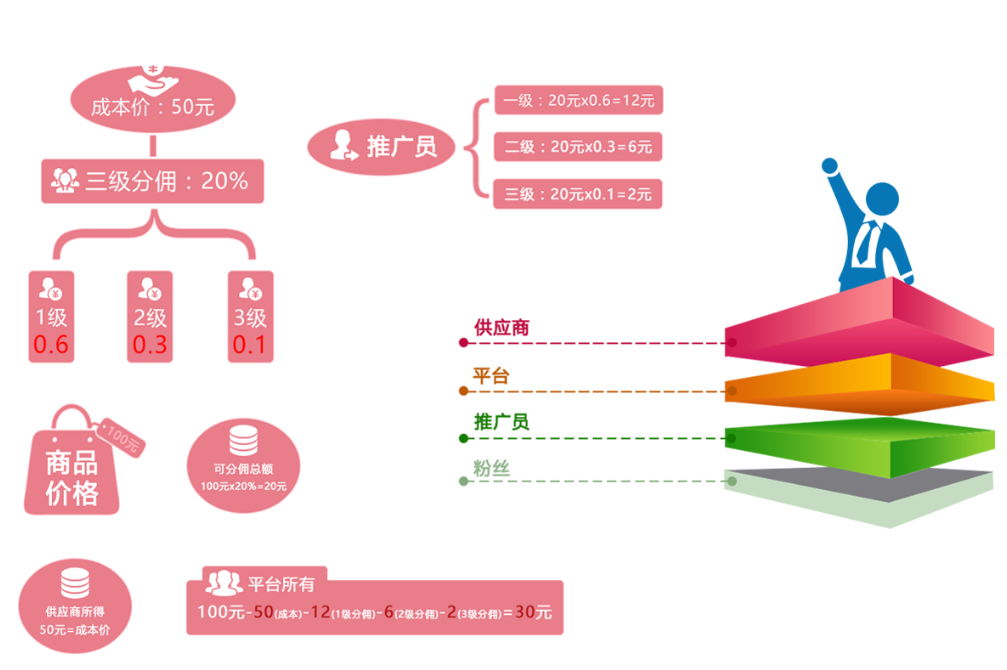 成本价：50元
三级分佣：20%
1级
0.6
2级
0.3
3级
0.1
推广员
一级：20元x0.6=12元
二级：20元x0.3=6元
三级：20元x0.1=2元
供应商
平台
推广员
粉丝
100元
商品
价格
可分佣总额
100元x20%=20元
供应商所得
50元=成本价
平台所有
100元-50(成本)-12(1级分佣)-6(2级分佣)-2(3级分佣)=30元